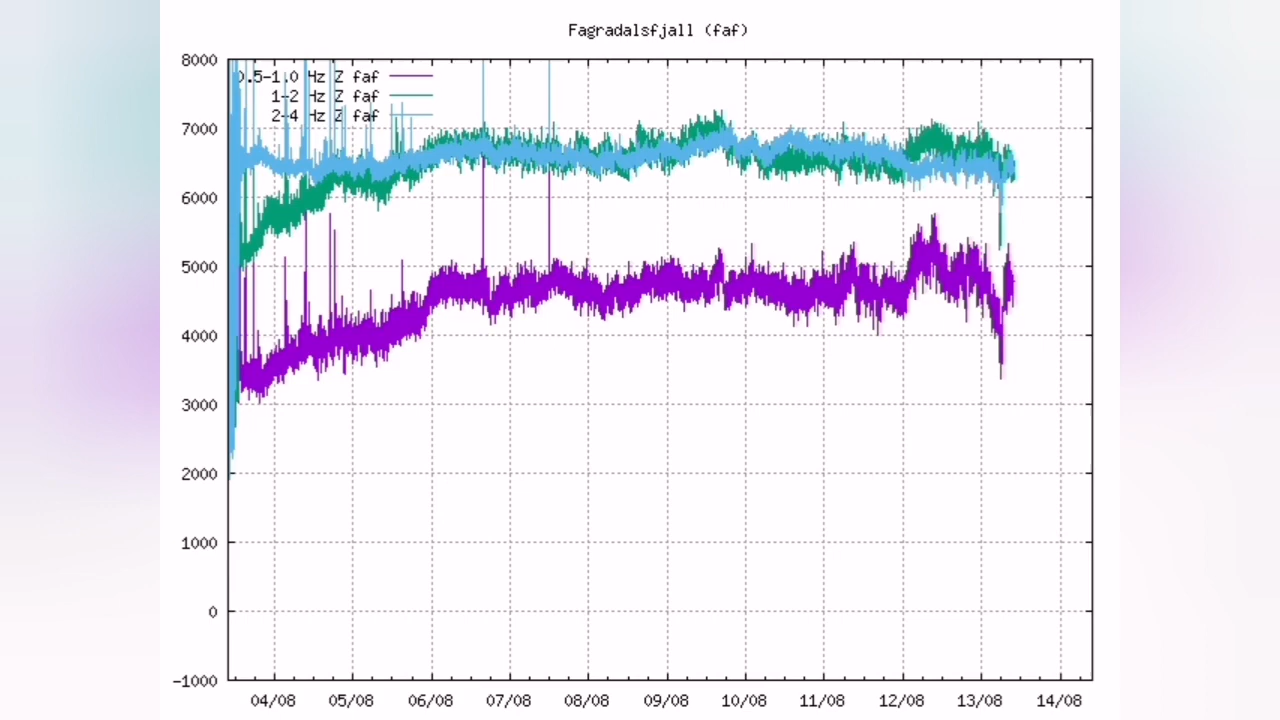 Fagradalsfjall (faf)
8000
0.5-1.0 Hz Z faf
1-2 Hz Z faf
2-4 Hz Z faf
7000
6000
5000
4000
3000
2000
1000
0
-1000
04/08 05/08 06/08 07/08 08/08 09/08 10/08 11/08 12/08 13/08 14/08